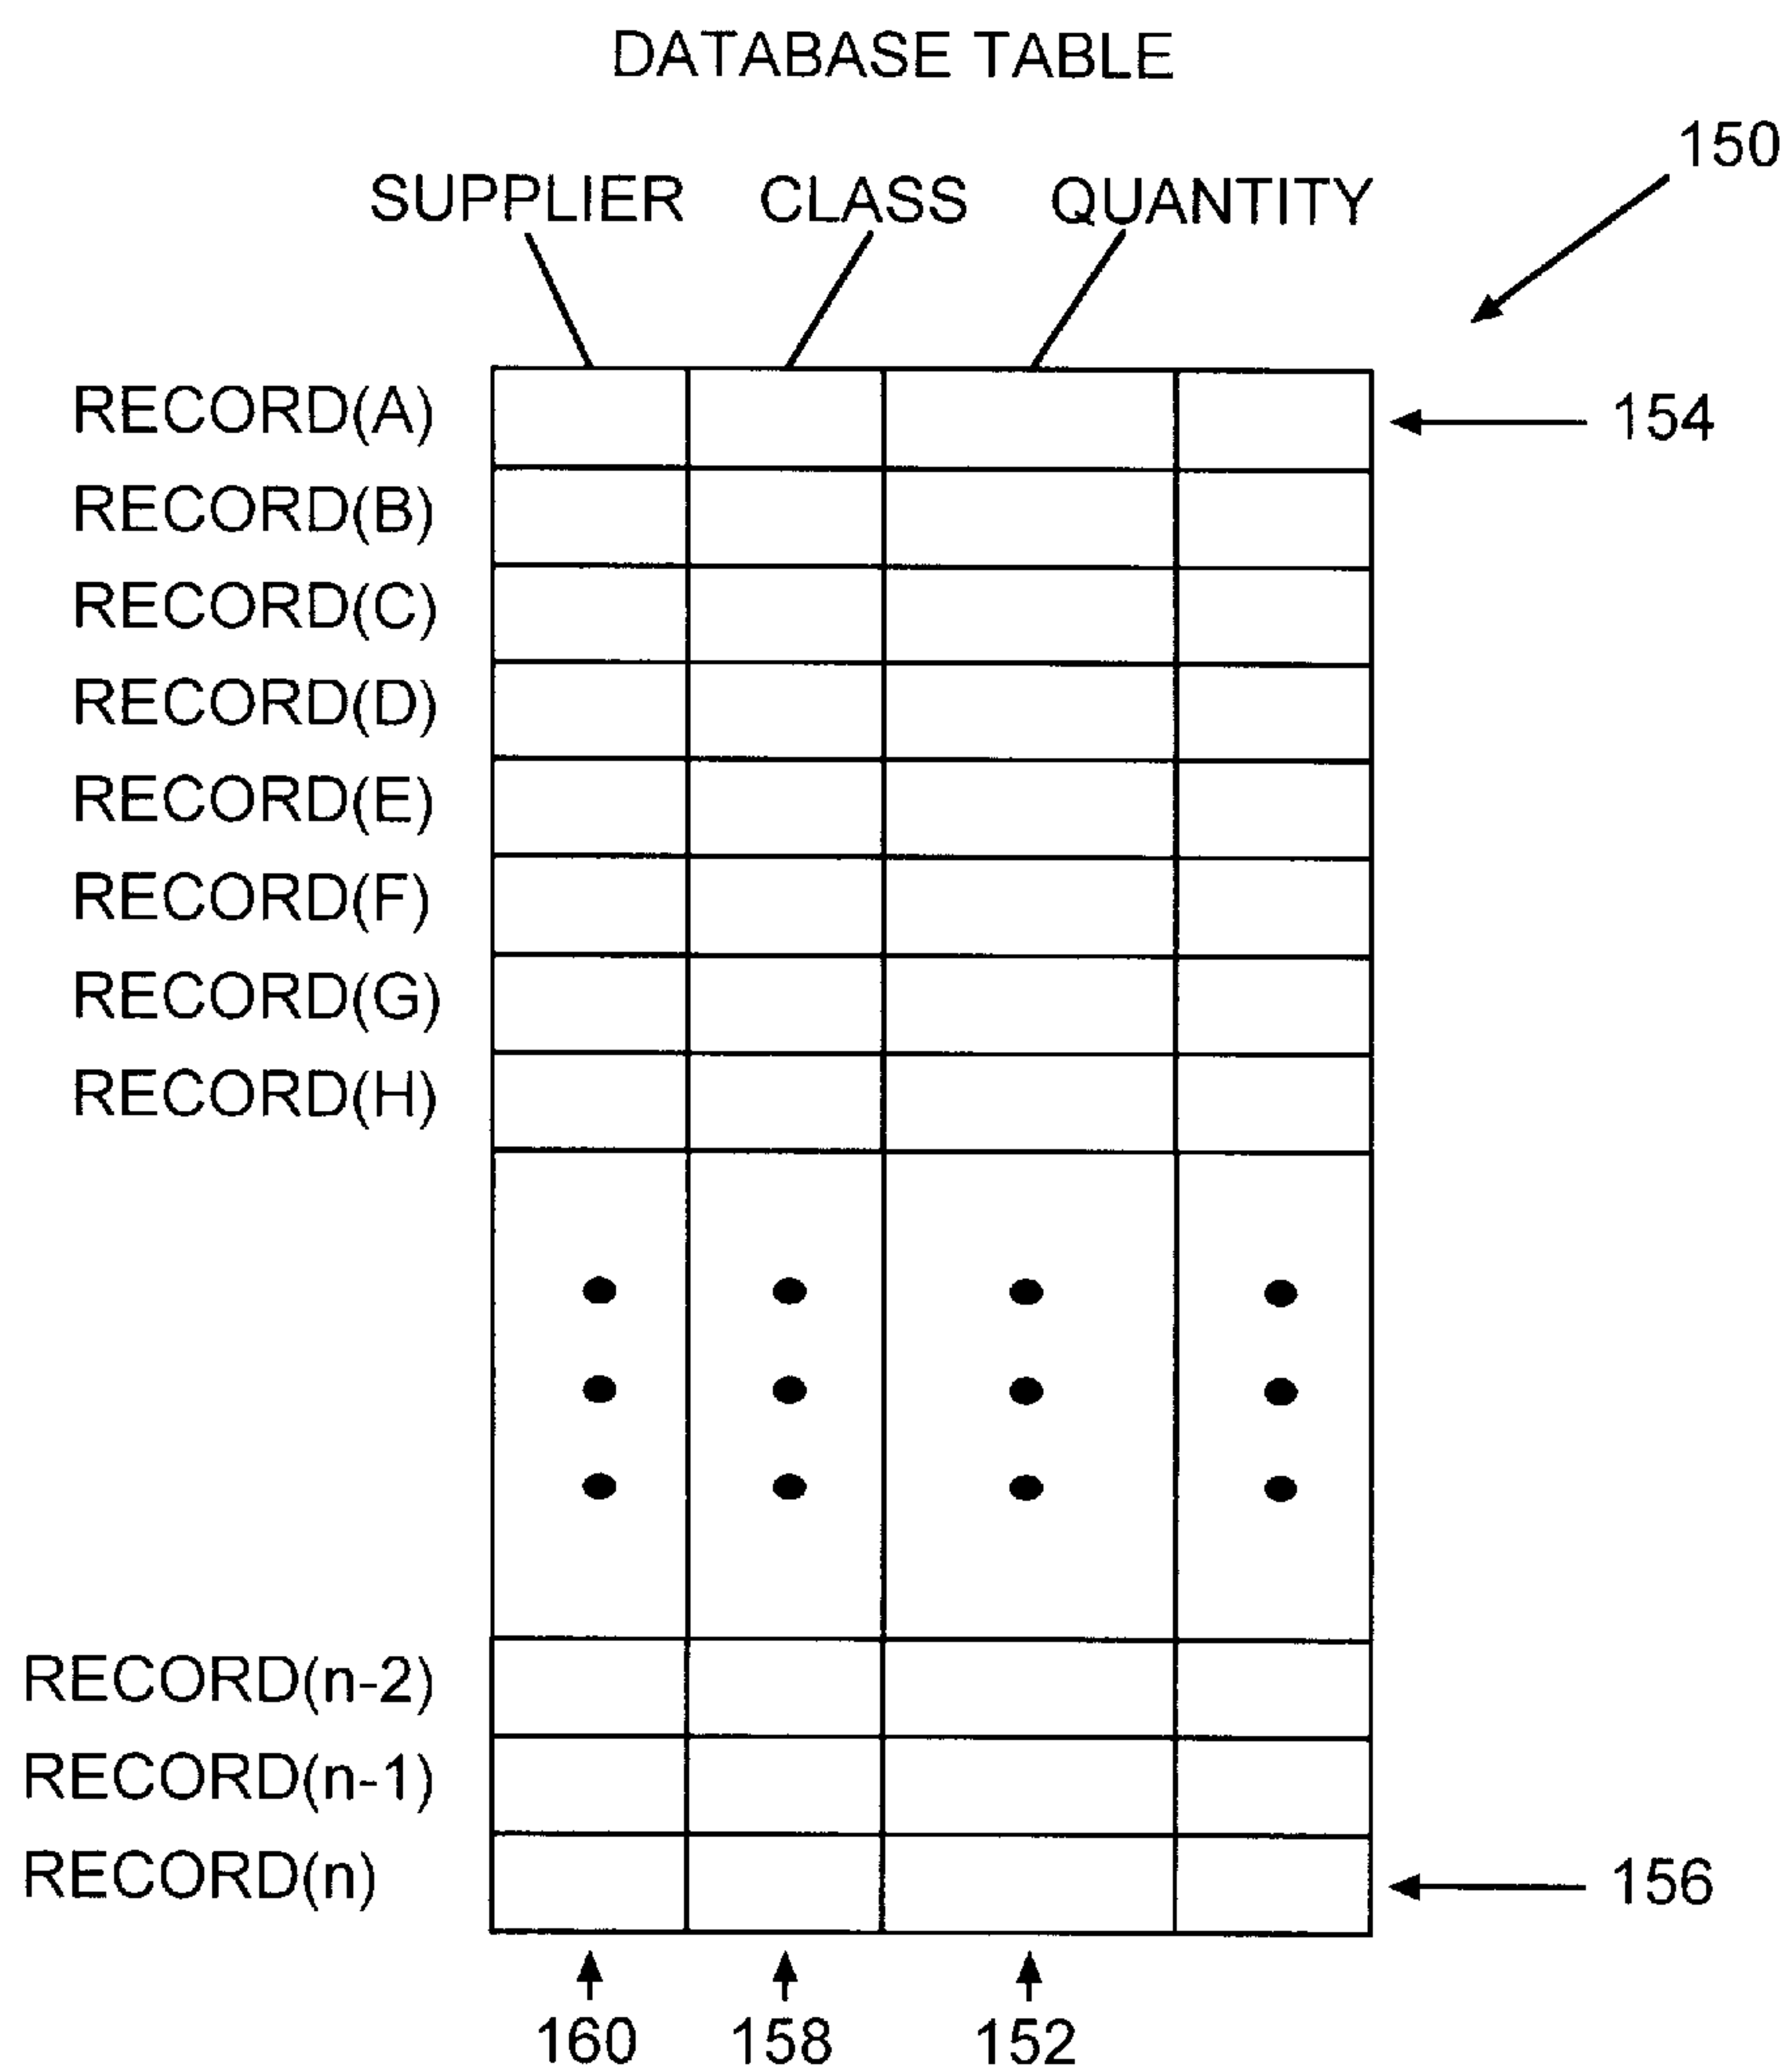 DATABASE TABLE
150
SUPPLIER CLASS QUANTITY
RECORD(A) 154
RECORD(B)
RECORD(C)
RECORD(D)
RECORD(E)
RECORD(F)
RECORD(G)
RECORD(H)
RECORD(n-2)
RECORD(n-1)
RECORD(n) 156
160 158 152